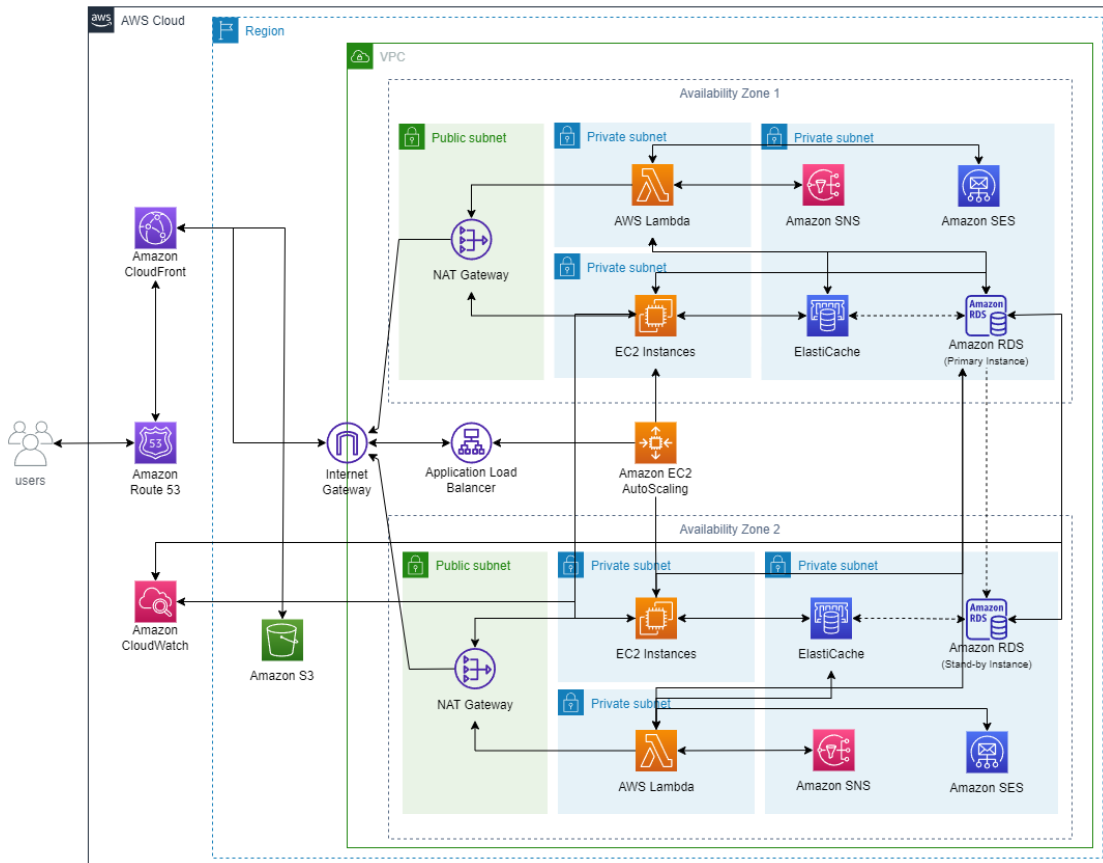 aws
AWS Cloud
Region
VPC
Availability Zone 1
Public subnet
Private subnet
Private subnet
AWS Lambda
Amazon SNS
Amazon SES
Amazon
CloudFront
NAT Gateway
Private subnet
Amazon
RDS
EC2 Instances
ElastiCache
Amazon RDS
(Primary Instance)
53
users
Amazon
Route 53
Internet
Gateway
Application Load
Balancer
Amazon EC2
AutoScaling
Availability Zone 2
Public subnet
Private subnet
Private subnet
Amazon
RDS
Amazon
CloudWatch
EC2 Instances
ElastiCache
Amazon RDS
(Stand-by Instance)
Amazon S3
NAT Gateway
Private subnet
AWS Lambda
Amazon SNS
Amazon SES